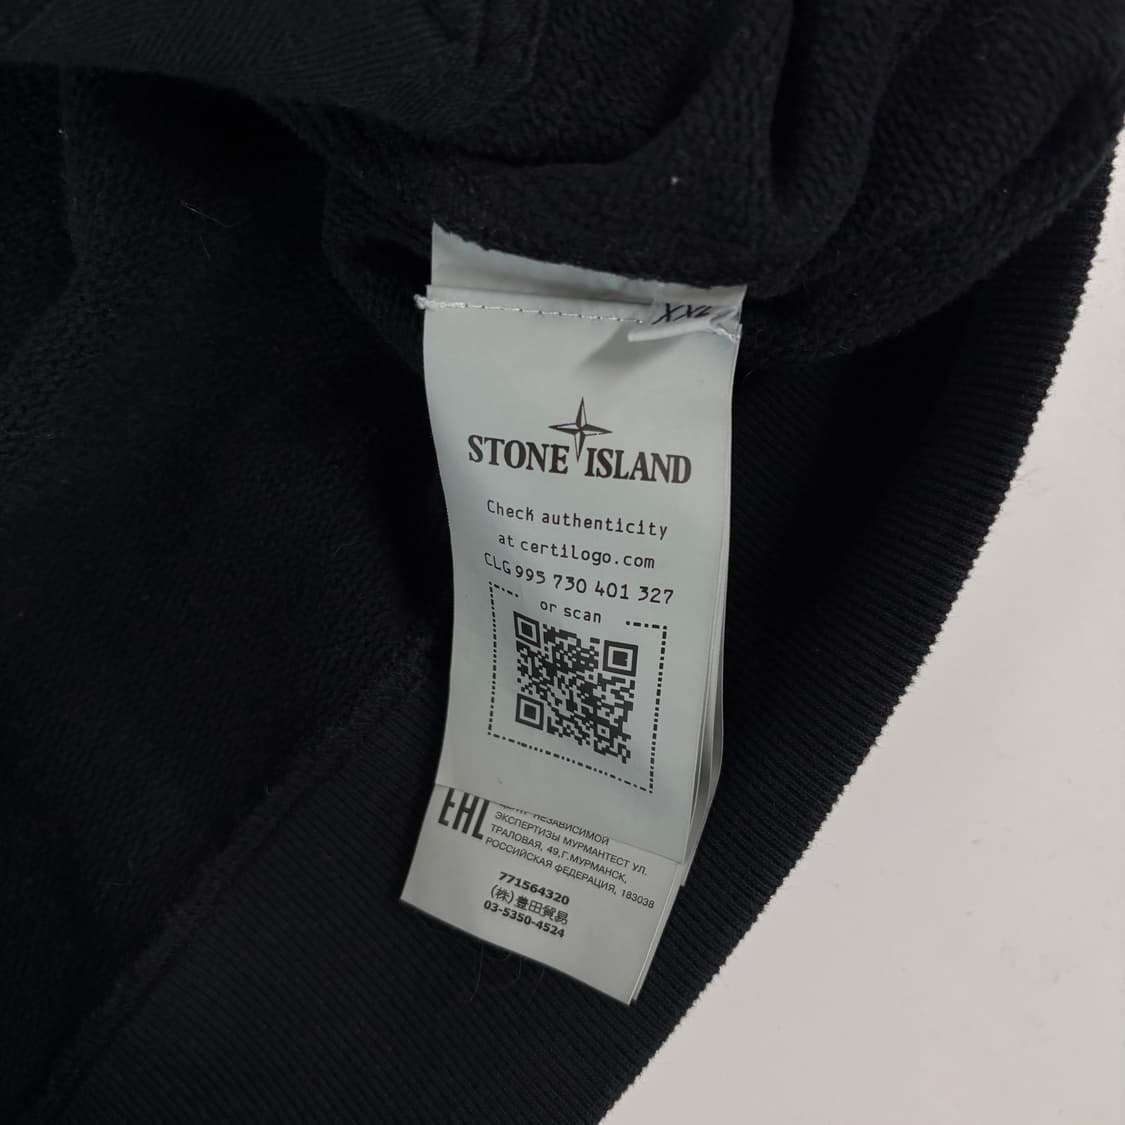 XXL
STONE ISLAND
Check authenticity
at certilogo.com
CLG 995 730 401 327
or scan
EAC
ЦЕНТР НЕЗАВИСИМОЙ
ЭКСПЕРТИЗЫ МУРМАНТЕСТ УЛ.
ТРАЛОВАЯ, 49,Г.МУРМАНСК,
РОССИЙСКАЯ ФЕДЕРАЦИЯ, 183038
771564320
(株)豊田貿易
03-5350-4524